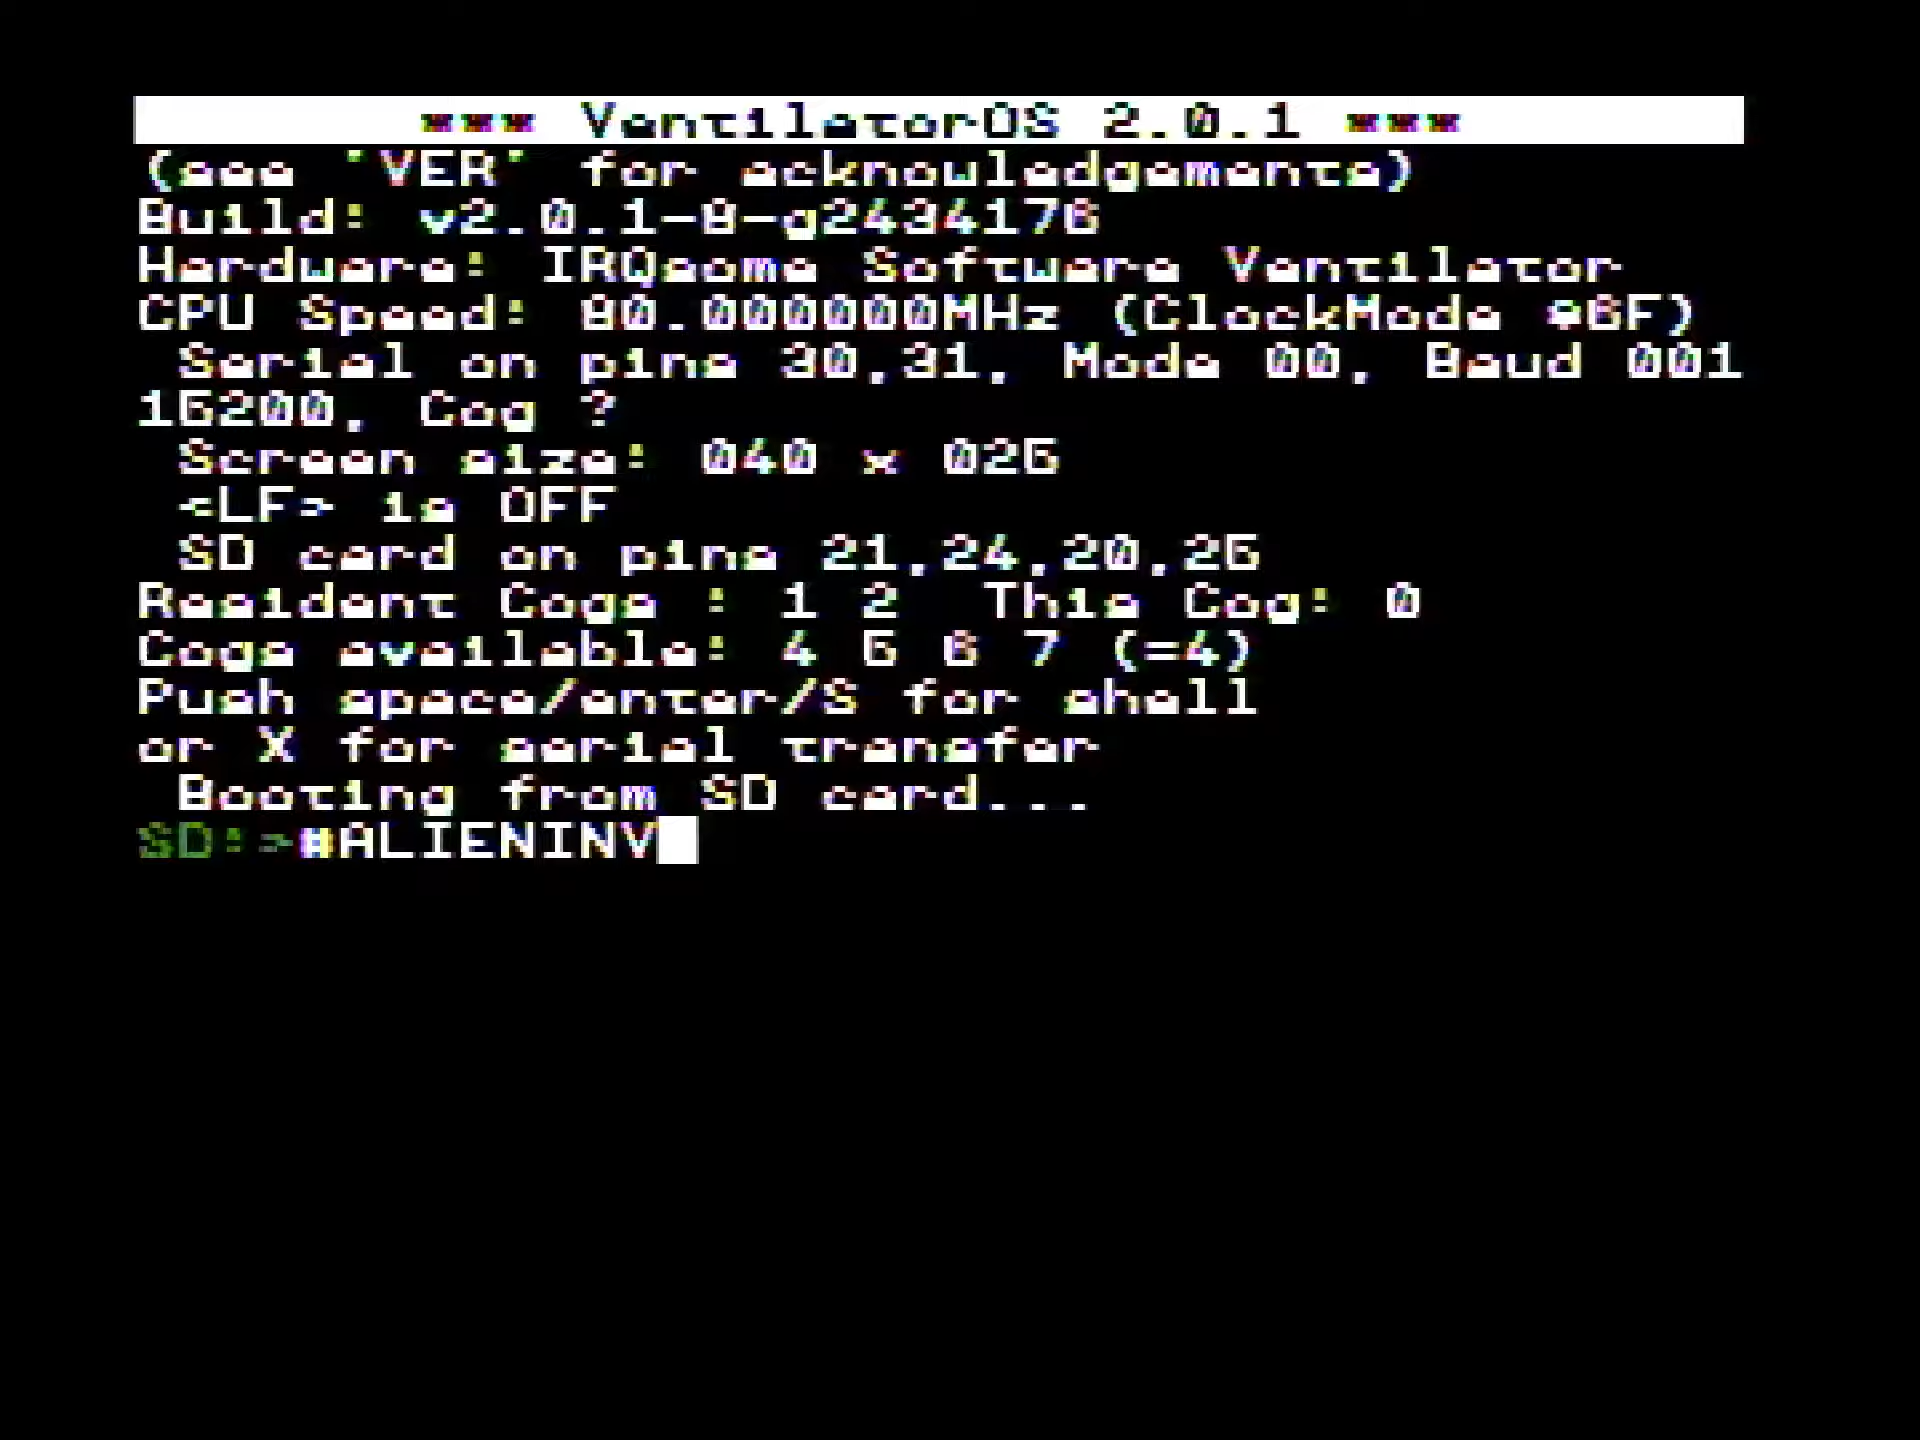 *** VentilatorOS 2.0.1 ***
(see 'VER' for acknowledgements)
Build: v2.0.1-8-g2434176
Hardware: IRQsome Software Ventilator
CPU Speed: 80.000000MHz (ClockMode $6F)
Serial on pins 30,31, Mode 00, Baud 001
15200, Cog ?
Screen size: 040 x 025
<LF> is OFF
SD card on pins 21,24,20,25
Resident Cogs : 1 2  This Cog: 0
Cogs available: 4 5 6 7 (=4)
Push space/enter/S for shell
or X for serial transfer
Booting from SD card...
SD:>#ALIENINV